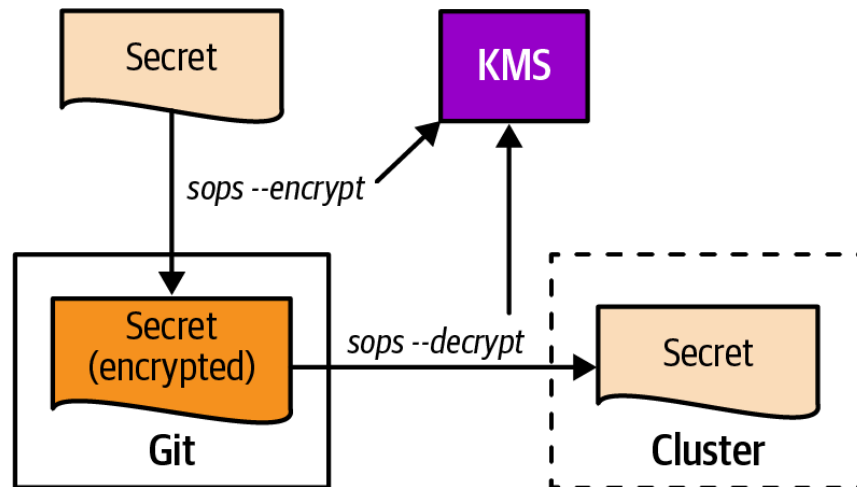 Secret
KMS
sops --encrypt
Secret
(encrypted)
sops --decrypt
Secret
Git
Cluster